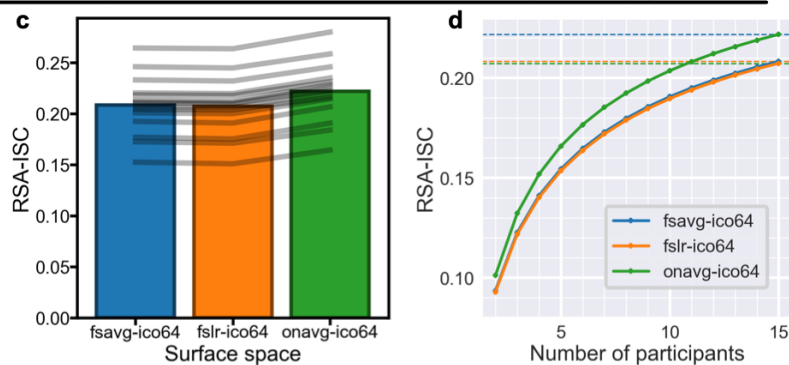 c
RSA-ISC
0.25
0.20
0.15
0.10
0.05
0.00
fsavg-ico64 fslr-ico64 onavg-ico64
Surface space
d
RSA-ISC
0.20
0.15
0.10
fsavg-ico64
fslr-ico64
onavg-ico64
5 10 15
Number of participants